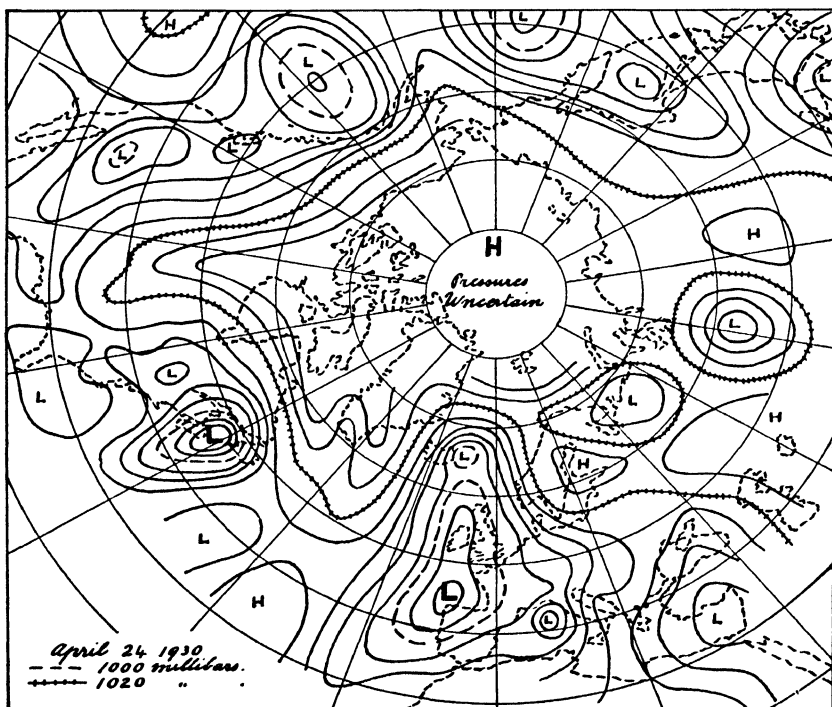 H
L
L
L
L
L
L
H
H
Pressures
Uncertain
L
L
L
L
H
L
L
H
L
L
H
L
L
L
April 24 1930
--- 1000 millibars.
1020 " .